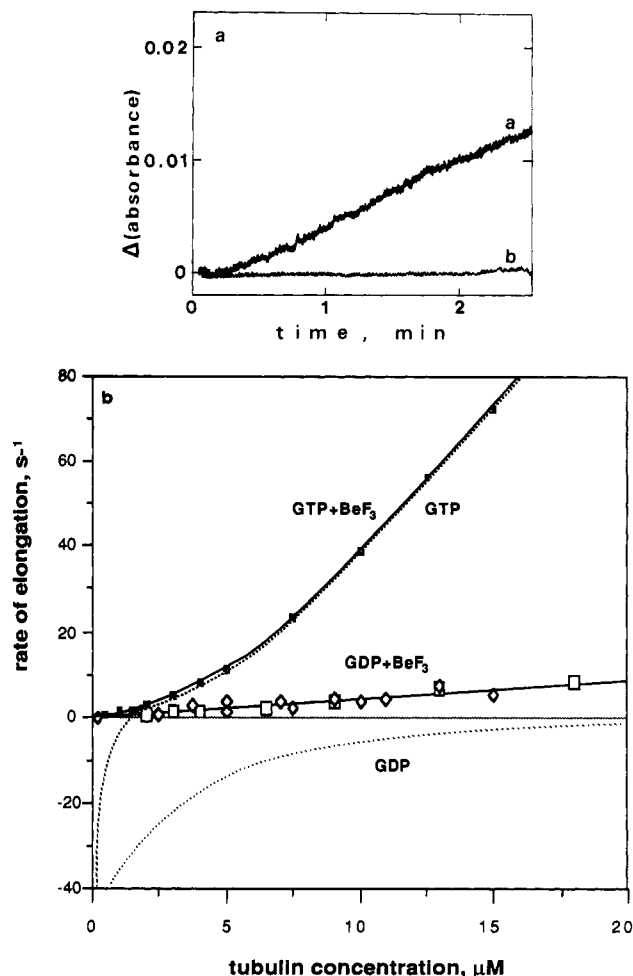 a
0.02
0.01
0
Δ(absorbance)
a
b
0
1
2
time, min
b
80
60
40
20
0
-20
-40
rate of elongation, s-1
GTP+BeF3
GTP
GDP+BeF3
GDP
0
5
10
15
20
tubulin concentration, μM